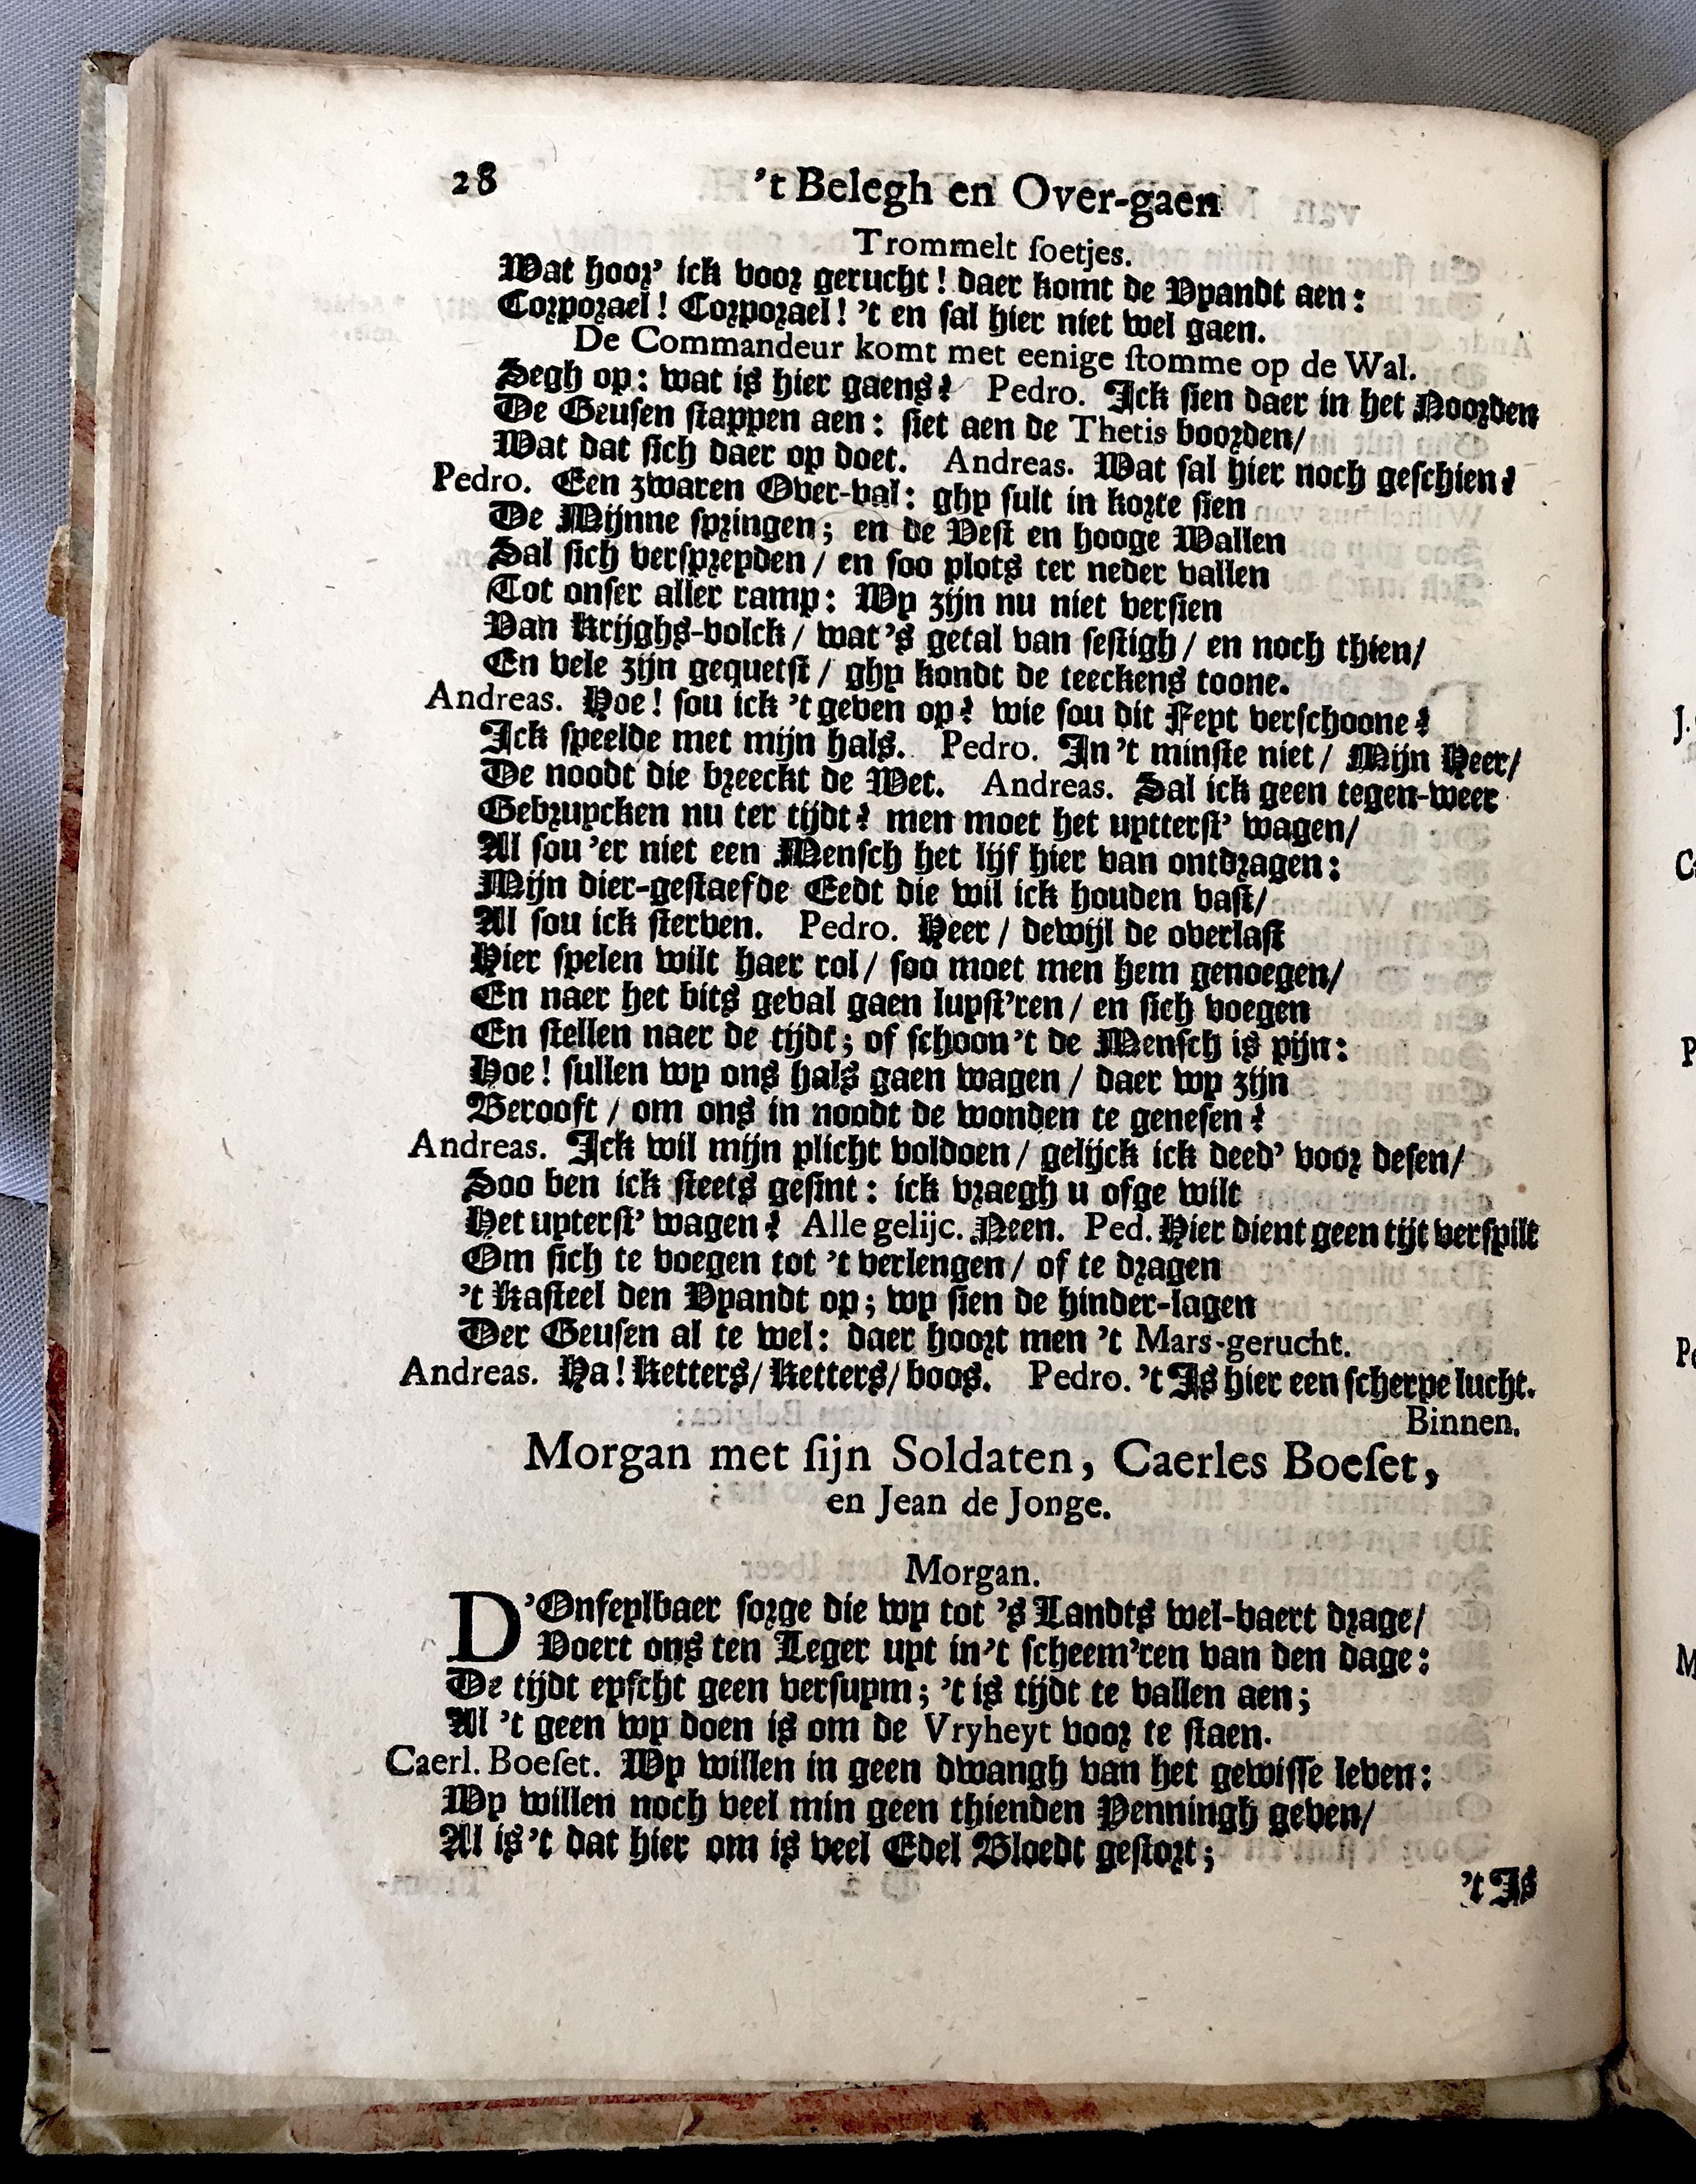 28 't Belegh en Over-gaen
Trommelt soetjes.
Wat hoor' ick voor gerucht! daer komt de Vyandt aen:
Corporael! Corporael! 't en sal hier niet wel gaen.
De Commandeur komt met eenige stomme op de Wal.
Segh op: wat is hier gaens? Pedro. Ick sien daer in het Noorden
De Geusen stappen aen: siet aen de Thetis boorden/
Wat dat sich daer op doet. Andreas. Wat sal hier noch geschien?
Pedro. Een zwaren Over-val: ghy sult in korte sien
De Mijnne springen; en de Vest en hooge Wallen
Sal sich verspreyden / en soo plots ter neder vallen
Tot onser aller ramp: Wy zijn nu niet versien
Van Krijghs-volck / wat's getal van sestigh / en noch thien/
En vele zijn gequetst / ghy kondt de teeckens toone.
Andreas. Hoe! sou ick 't geven op? wie sou dit Feyt verschoone?
Ick speelde met mijn hals. Pedro. In 't minste niet / Mijn Heer/
De noodt die breeckt de Wet. Andreas. Sal ick geen tegen-weer
Gebruycken nu ter tijdt? men moet het uytterst' wagen/
Al sou 'er niet een Mensch het lijf hier van ontdragen:
Mijn dier-gestaefde Eedt die wil ick houden vast/
Al sou ick sterven. Pedro. Heer / dewijl de overlast
Hier spelen wilt haer rol / soo moet men hem genoegen/
En naer het bits geval gaen luyst'ren / en sich voegen
En stellen naer de tijdt; of schoon 't de Mensch is pijn:
Hoe! sullen wy ons hals gaen wagen / daer wy zijn
Berooft / om ons in noodt de wonden te genesen?
Andreas. Ick wil mijn plicht voldoen / gelijck ick deed' voor desen/
Soo ben ick steets gesint: ick vraegh u ofge wilt
Het uyterst' wagen? Alle gelijc. Neen. Ped. Hier dient geen tijt verspilt
Om sich te voegen tot 't verlengen / of te dragen
't Kasteel den Vyandt op; wy sien de hinder-lagen
Der Geusen al te wel: daer hoort men 't Mars-gerucht.
Andreas. Ha! Ketters/ Ketters/ boos. Pedro. 't Is hier een scherpe lucht.
Binnen.
Morgan met sijn Soldaten, Caerles Boeset,
en Jean de Jonge.
Morgan.
D'Onfeylbaer sorge die wy tot 's Landts wel-vaert drage/
Voert ons ten Leger uyt in 't scheem'ren van den dage:
De tijdt eyscht geen versuym; 't is tijdt te vallen aen;
Al 't geen wy doen is om de Vryheyt voor te staen.
Caerl. Boeset. Wy willen in geen dwangh van het gewisse leven:
Wy willen noch veel min geen thienden Penningh geven/
Al is 't dat hier om is veel Edel Bloedt gestort;
't Is